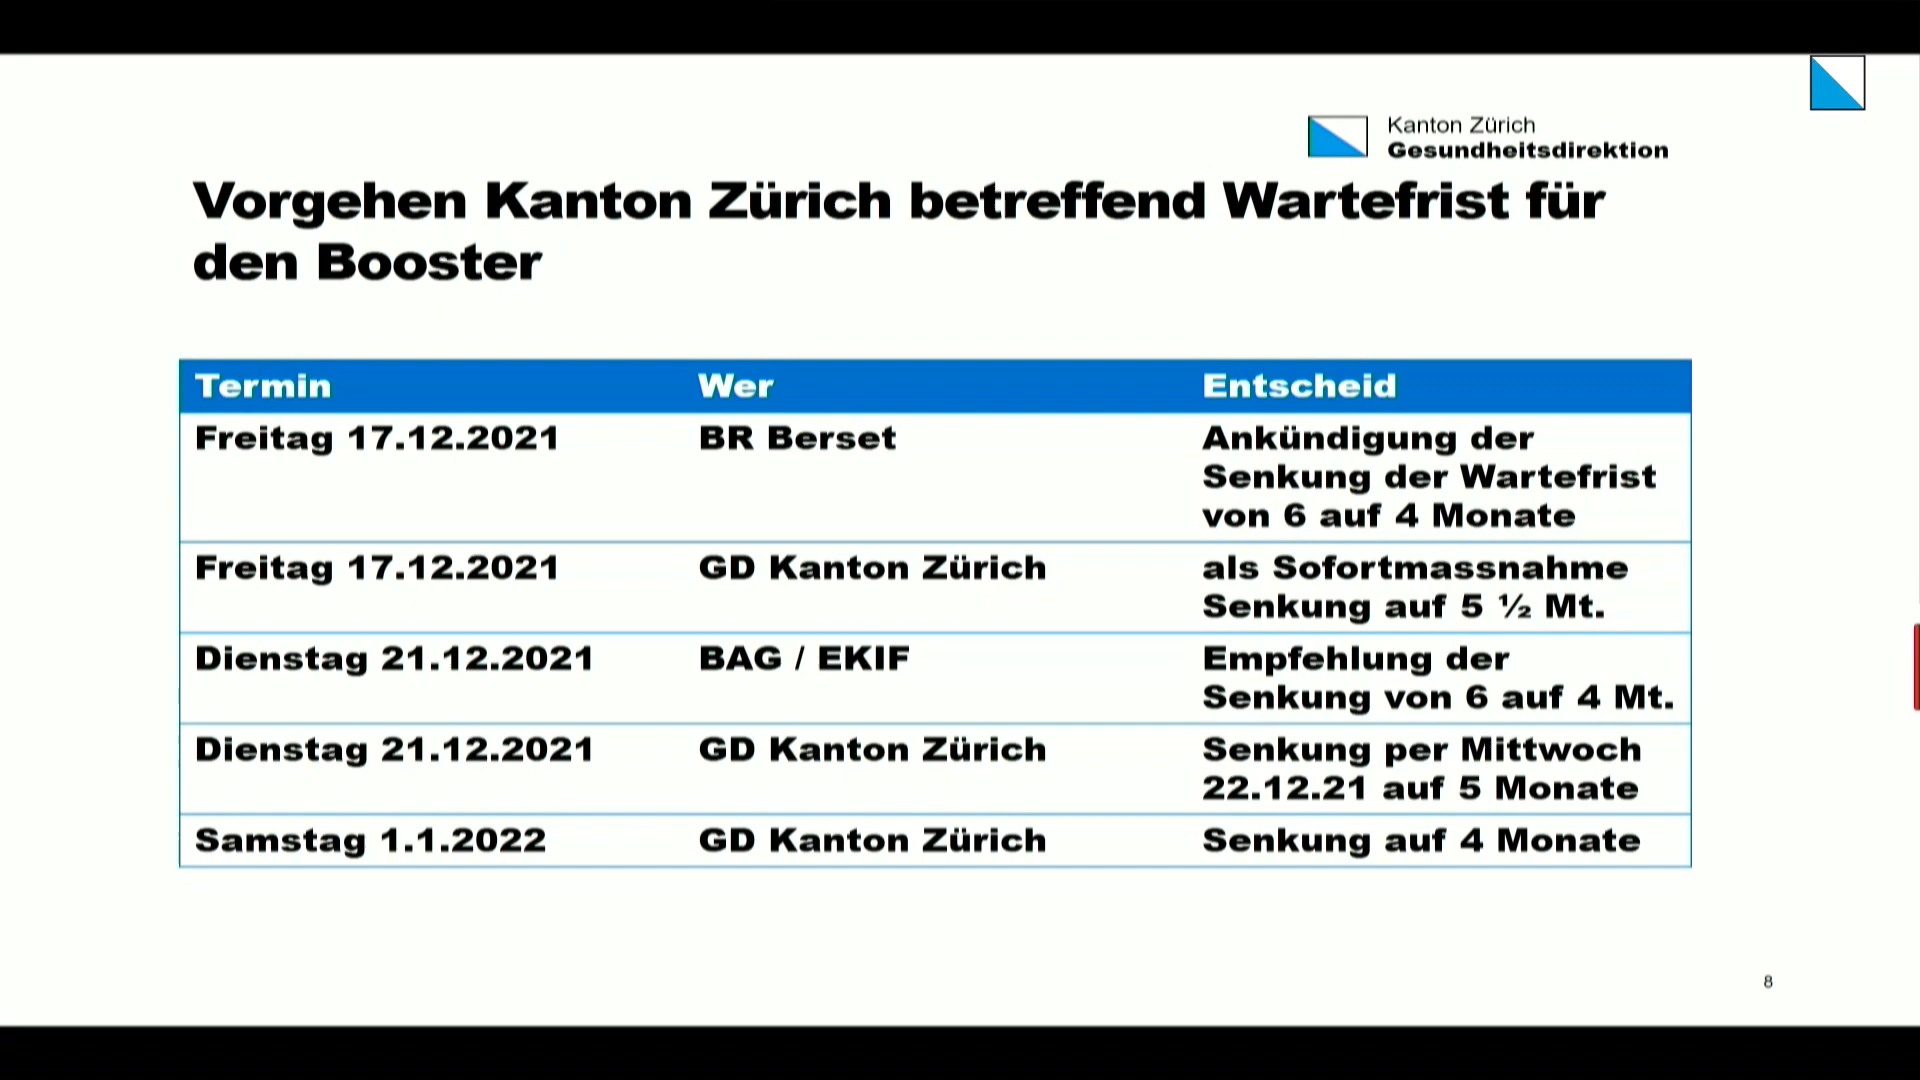 Kanton Zürich
Gesundheitsdirektion
Vorgehen Kanton Zürich betreffend Wartefrist für
den Booster
Termin Wer Entscheid
Freitag 17.12.2021 BR Berset Ankündigung der
Senkung der Wartefrist
von 6 auf 4 Monate
Freitag 17.12.2021 GD Kanton Zürich als Sofortmassnahme
Senkung auf 5 ½ Mt.
Dienstag 21.12.2021 BAG / EKIF Empfehlung der
Senkung von 6 auf 4 Mt.
Dienstag 21.12.2021 GD Kanton Zürich Senkung per Mittwoch
22.12.21 auf 5 Monate
Samstag 1.1.2022 GD Kanton Zürich Senkung auf 4 Monate
8